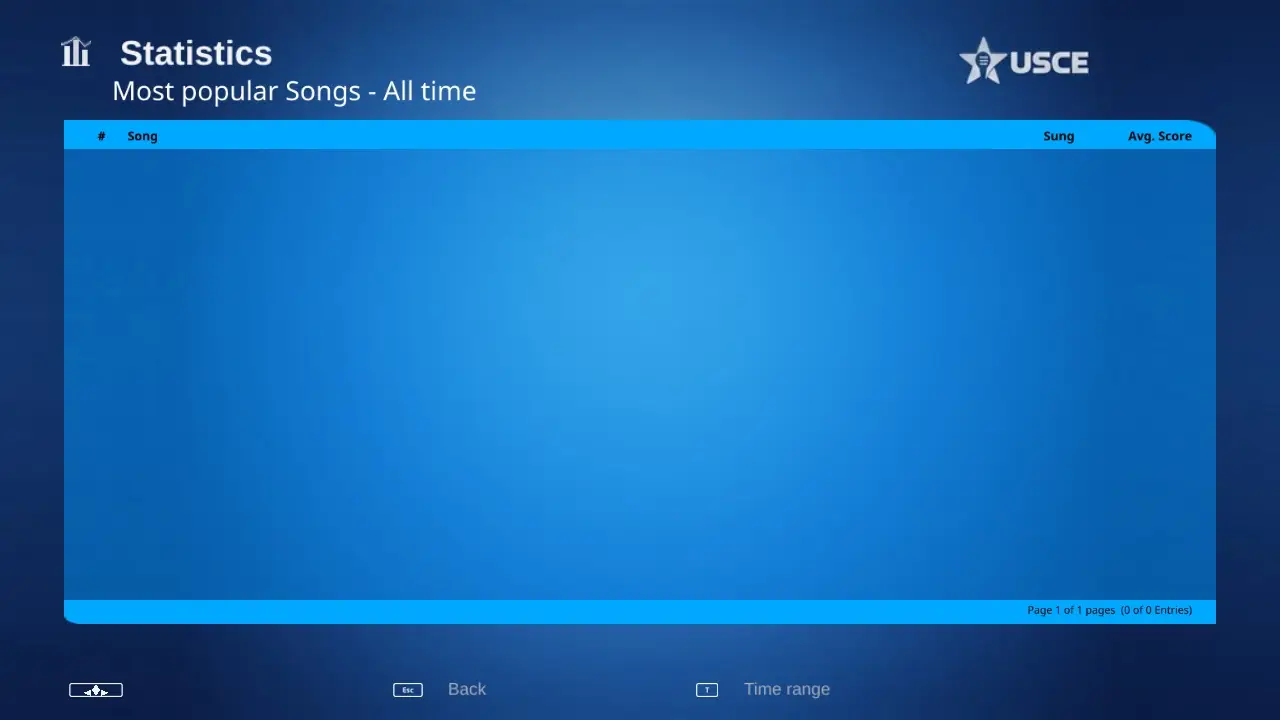 Statistics
USCE
Most popular Songs - All time
# Song Sung Avg. Score
Page 1 of 1 pages (0 of 0 Entries)
Esc Back T Time range